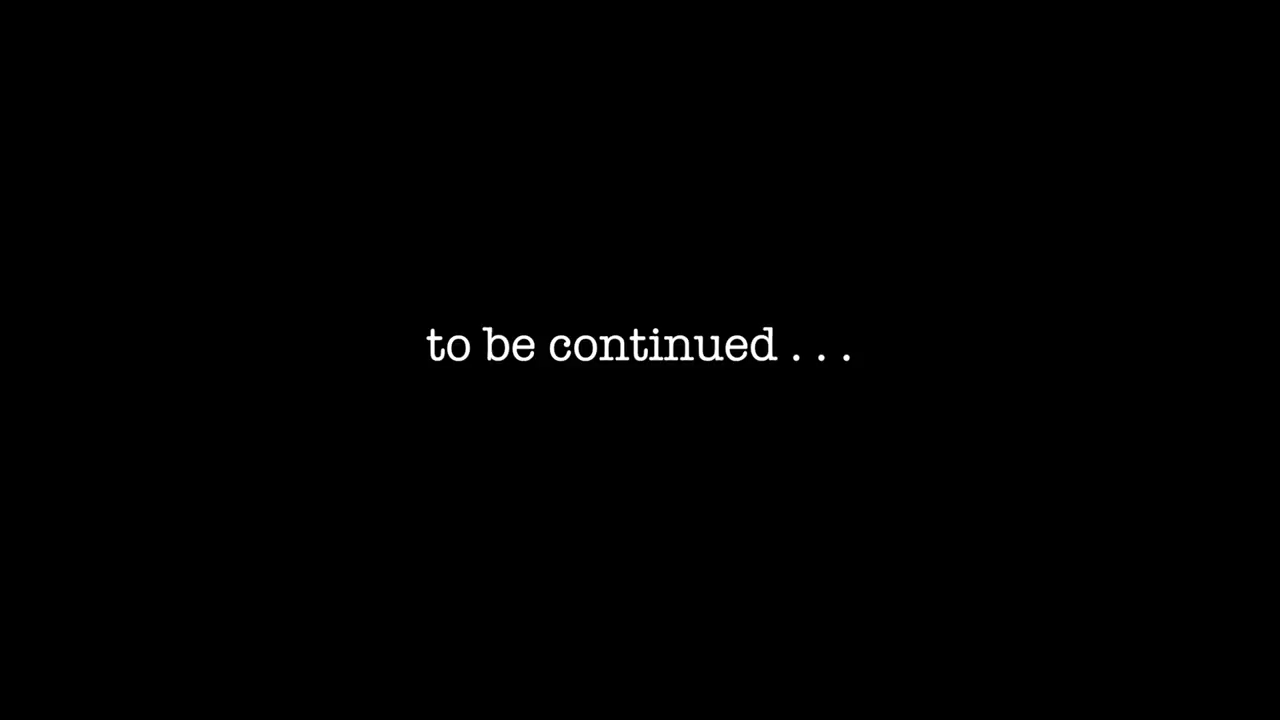 to be continued . . .